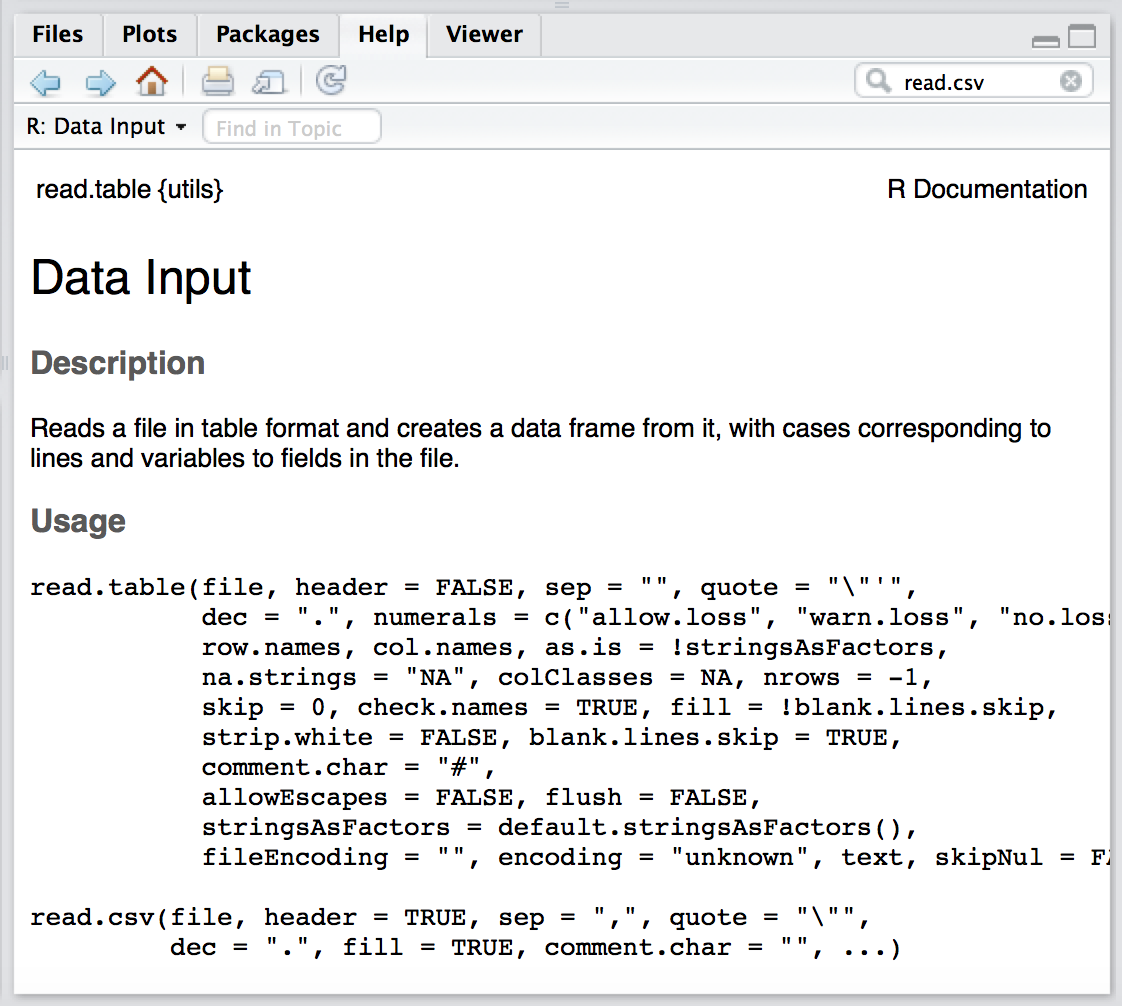 Files Plots Packages Help Viewer
read.csv
R: Data Input Find in Topic
read.table {utils} R Documentation
Data Input
Description
Reads a file in table format and creates a data frame from it, with cases corresponding to
lines and variables to fields in the file.
Usage
read.table(file, header = FALSE, sep = "", quote = "\"'",
dec = ".", numerals = c("allow.loss", "warn.loss", "no.los
row.names, col.names, as.is = !stringsAsFactors,
na.strings = "NA", colClasses = NA, nrows = -1,
skip = 0, check.names = TRUE, fill = !blank.lines.skip,
strip.white = FALSE, blank.lines.skip = TRUE,
comment.char = "#",
allowEscapes = FALSE, flush = FALSE,
stringsAsFactors = default.stringsAsFactors(),
fileEncoding = "", encoding = "unknown", text, skipNul = F
read.csv(file, header = TRUE, sep = ",", quote = "\"",
dec = ".", fill = TRUE, comment.char = "", ...)